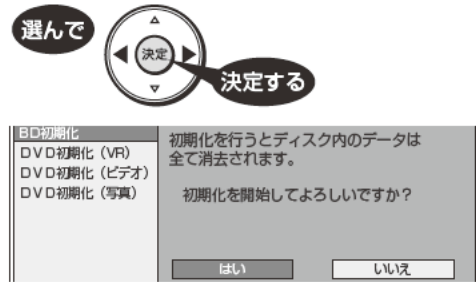 選んで
決定
決定する
BD初期化
DVD初期化（VR）
DVD初期化（ビデオ）
DVD初期化（写真）
初期化を行うとディスク内のデータは
全て消去されます。
初期化を開始してよろしいですか？
はい
いいえ